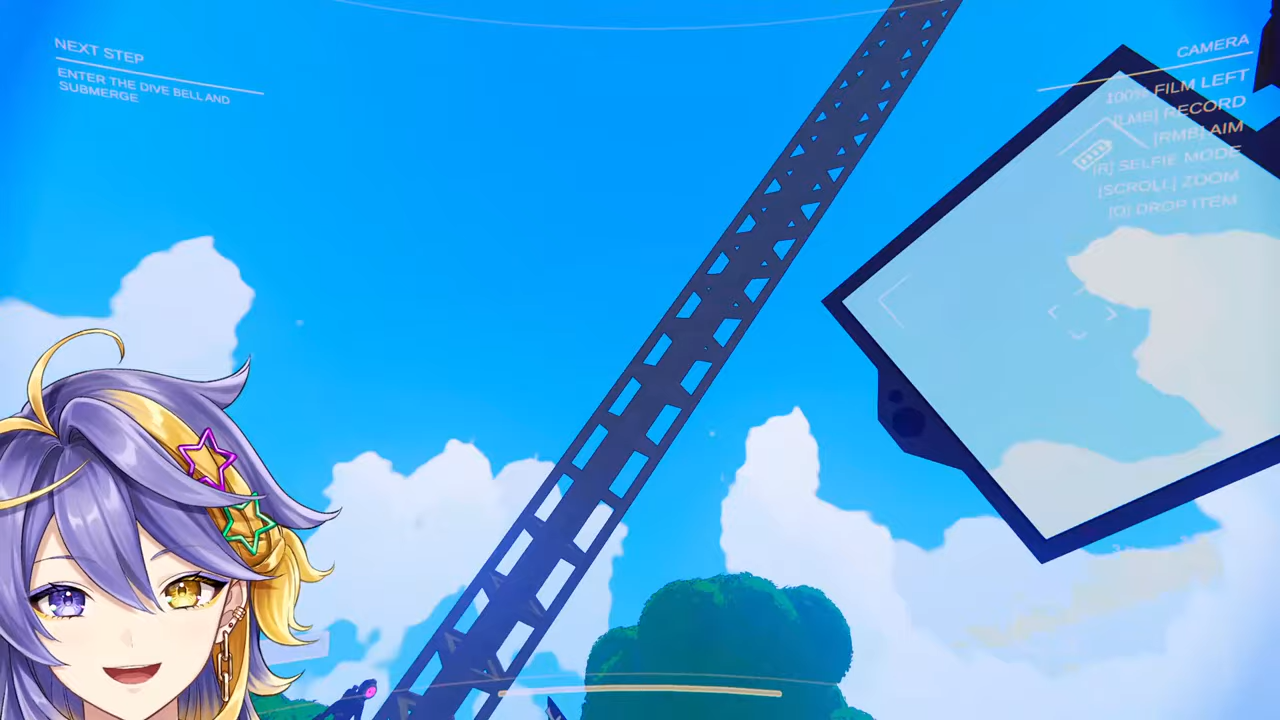 NEXT STEP
ENTER THE DIVE BELL AND
SUBMERGE
CAMERA
100% FILM LEFT
[LMB] RECORD
[RMB] AIM
[R] SELFIE MODE
[SCROLL] ZOOM
[Q] DROP ITEM